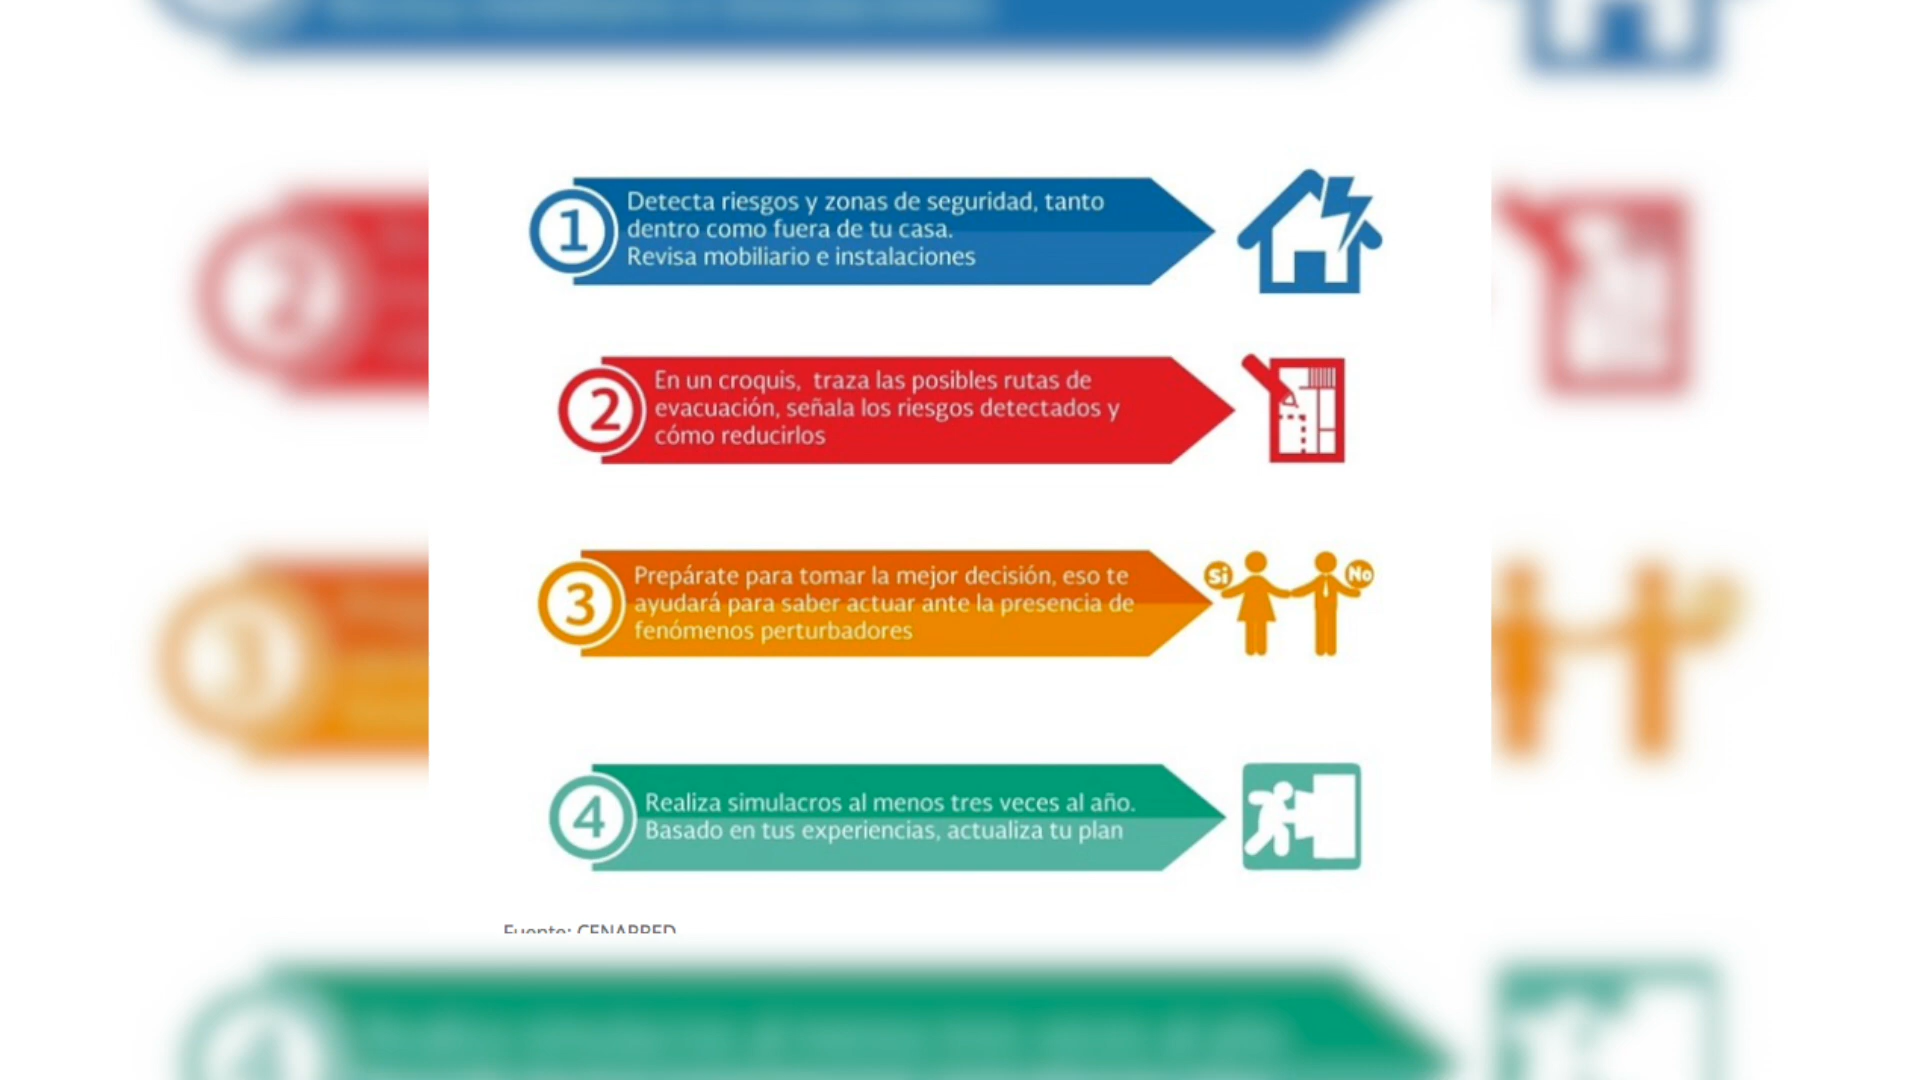 1
Detecta riesgos y zonas de seguridad, tanto
dentro como fuera de tu casa.
Revisa mobiliario e instalaciones
2
En un croquis, traza las posibles rutas de
evacuación, señala los riesgos detectados y
cómo reducirlos
3
Prepárate para tomar la mejor decisión, eso te
ayudará para saber actuar ante la presencia de
fenómenos perturbadores
Si
No
4
Realiza simulacros al menos tres veces al año.
Basado en tus experiencias, actualiza tu plan
Fuente: CENAPRED